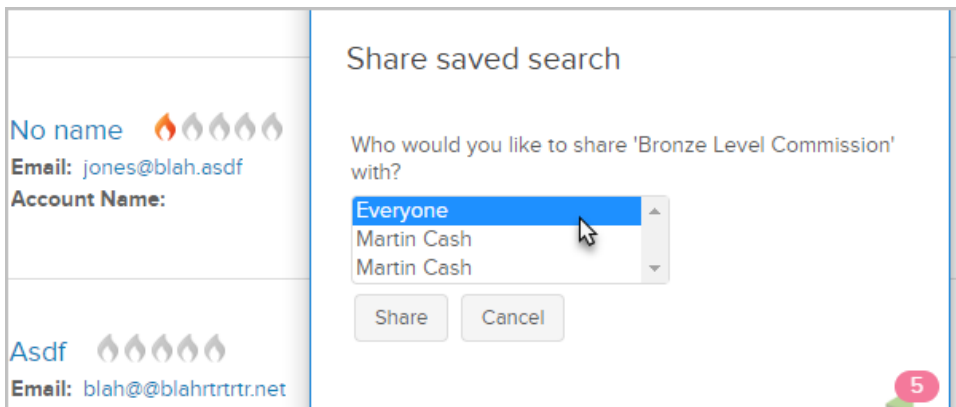 No name
Email: jones@blah.asdf
Account Name:
Asdf
Email: blah@@blahrtrtrtr.net
Share saved search
Who would you like to share 'Bronze Level Commission'
with?
Everyone
Martin Cash
Martin Cash
Share
Cancel
5